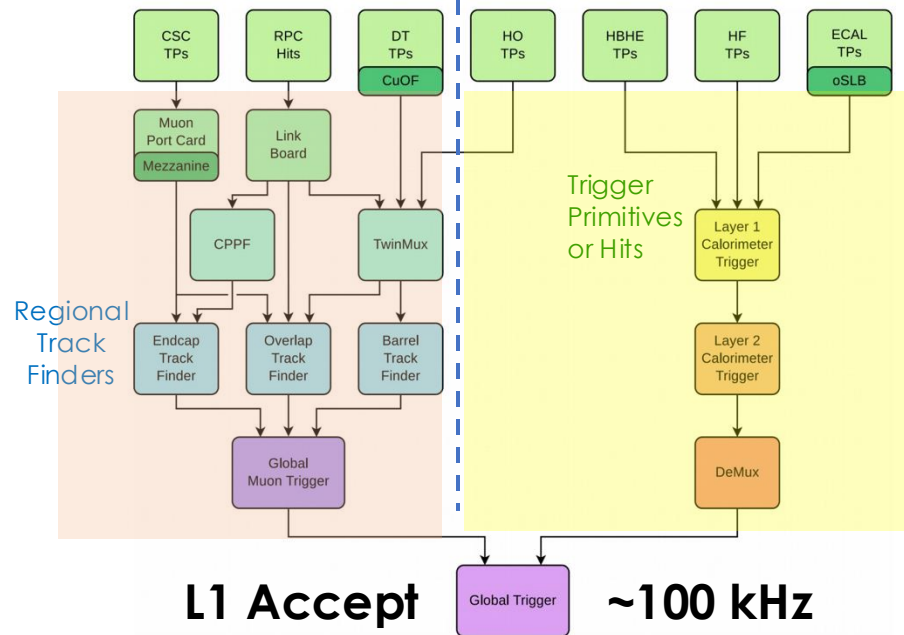 CSC
TPs
RPC
Hits
DT
TPs
CuOF
HO
TPs
HBHE
TPs
HF
TPs
ECAL
TPs
oSLB
Muon
Port Card
Mezzanine
Link
Board
Trigger
Primitives
or Hits
CPPF
TwinMux
Layer 1
Calorimeter
Trigger
Regional
Track
Finders
Endcap
Track
Finder
Overlap
Track
Finder
Barrel
Track
Finder
Layer 2
Calorimeter
Trigger
Global
Muon Trigger
DeMux
L1 Accept
Global Trigger
~100 kHz